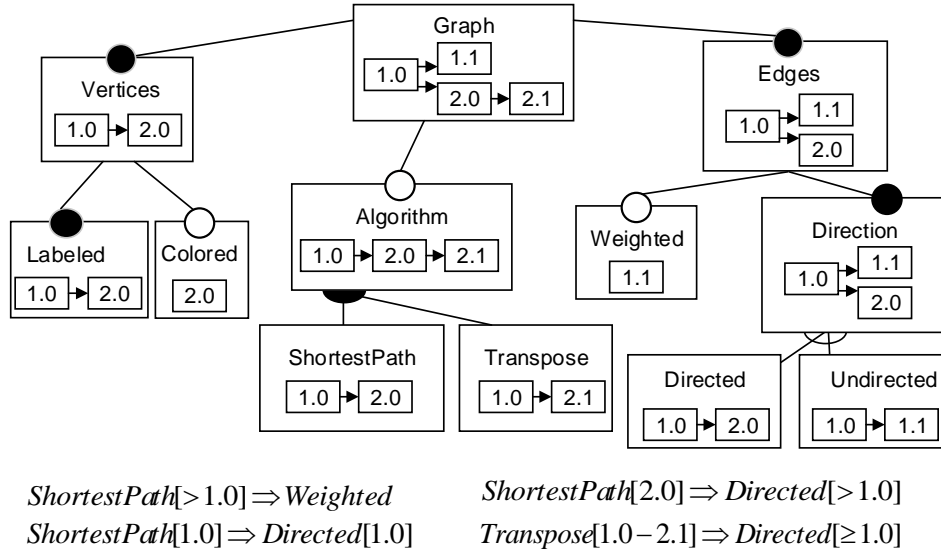 Graph
1.0 1.1
2.0 2.1
Vertices
1.0 2.0
Edges
1.0 1.1
2.0
Labeled
1.0 2.0
Colored
2.0
Algorithm
1.0 2.0 2.1
Weighted
1.1
Direction
1.0 1.1
2.0
ShortestPath
1.0 2.0
Transpose
1.0 2.1
Directed
1.0 2.0
Undirected
1.0 1.1
ShortestPath[>1.0]⇒Weighted
ShortestPath[1.0]⇒Directed[1.0]
ShortestPath[2.0]⇒Directed[>1.0]
Transpose[1.0−2.1]⇒Directed[≥1.0]